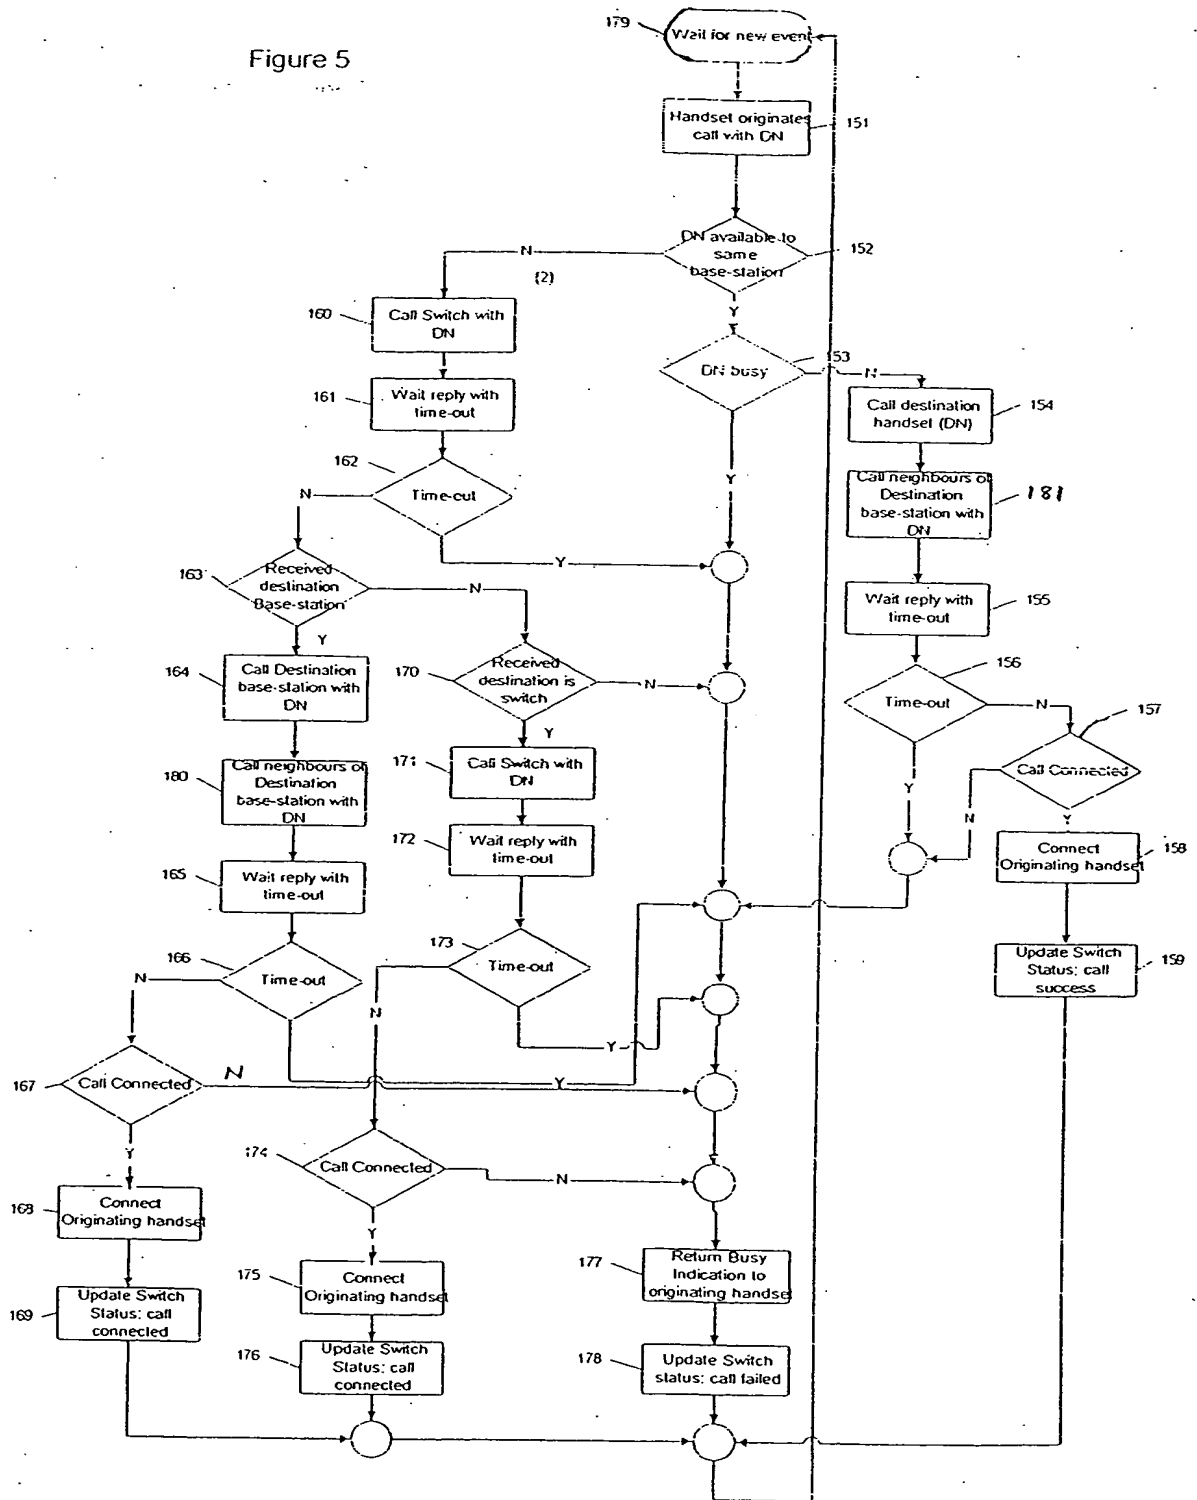 Figure 5
179
Wait for new event
Handset originates
call with DN
151
DN available to
same
base-station
152
N
(2)
Y
160
Call Switch with
DN
DN busy
153
N
161
Wait reply with
time-out
Call destination
handset (DN)
154
162
Time-out
N
Y
Y
Call neighbours of
Destination
base-station with
DN
181
163
Received
destination
Base-station
N
Y
Wait reply with
time-out
155
164
Call Destination
base-station with
DN
170
Received
destination is
switch
N
Y
156
Time-out
N
Y
157
Call Connected
N
Y
180
Call neighbours of
Destination
base-station with
DN
171
Call Switch with
DN
172
Wait reply with
time-out
Connect
Originating handset
158
165
Wait reply with
time-out
166
Time-out
N
Y
173
Time-out
N
Y
Update Switch
Status: call
success
159
167
Call Connected
N
Y
174
Call Connected
N
Y
168
Connect
Originating handset
175
Connect
Originating handset
177
Return Busy
Indication to
originating handset
169
Update Switch
Status: call
connected
176
Update Switch
Status: call
connected
178
Update Switch
status: call failed